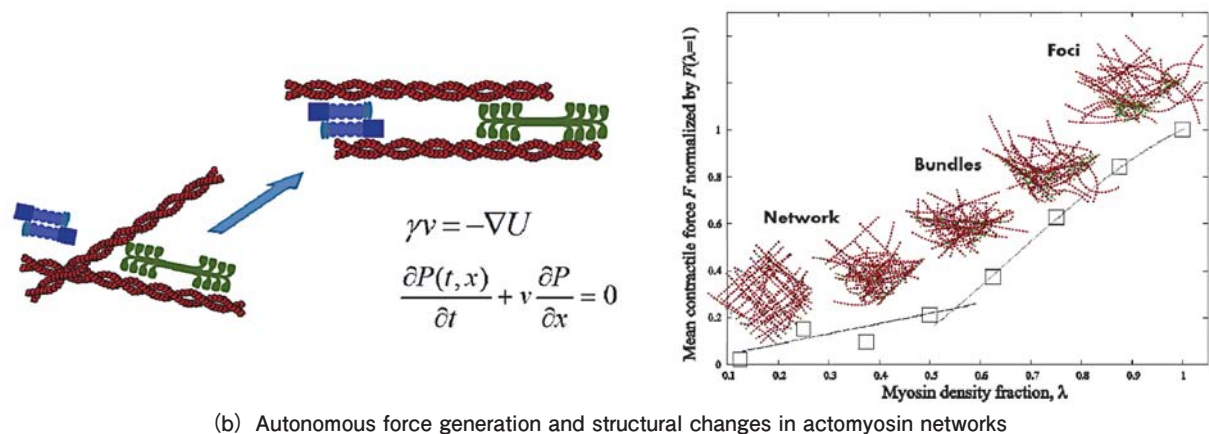 γv = −∇U
∂P(t, x)/∂t + v ∂P/∂x = 0
Mean contractile force F normalized by F(λ=1)
1
0.8
0.6
0.4
0.2
0
Foci
Bundles
Network
0.1 0.2 0.3 0.4 0.5 0.6 0.7 0.8 0.9 1
Myosin density fraction, λ
(b) Autonomous force generation and structural changes in actomyosin networks